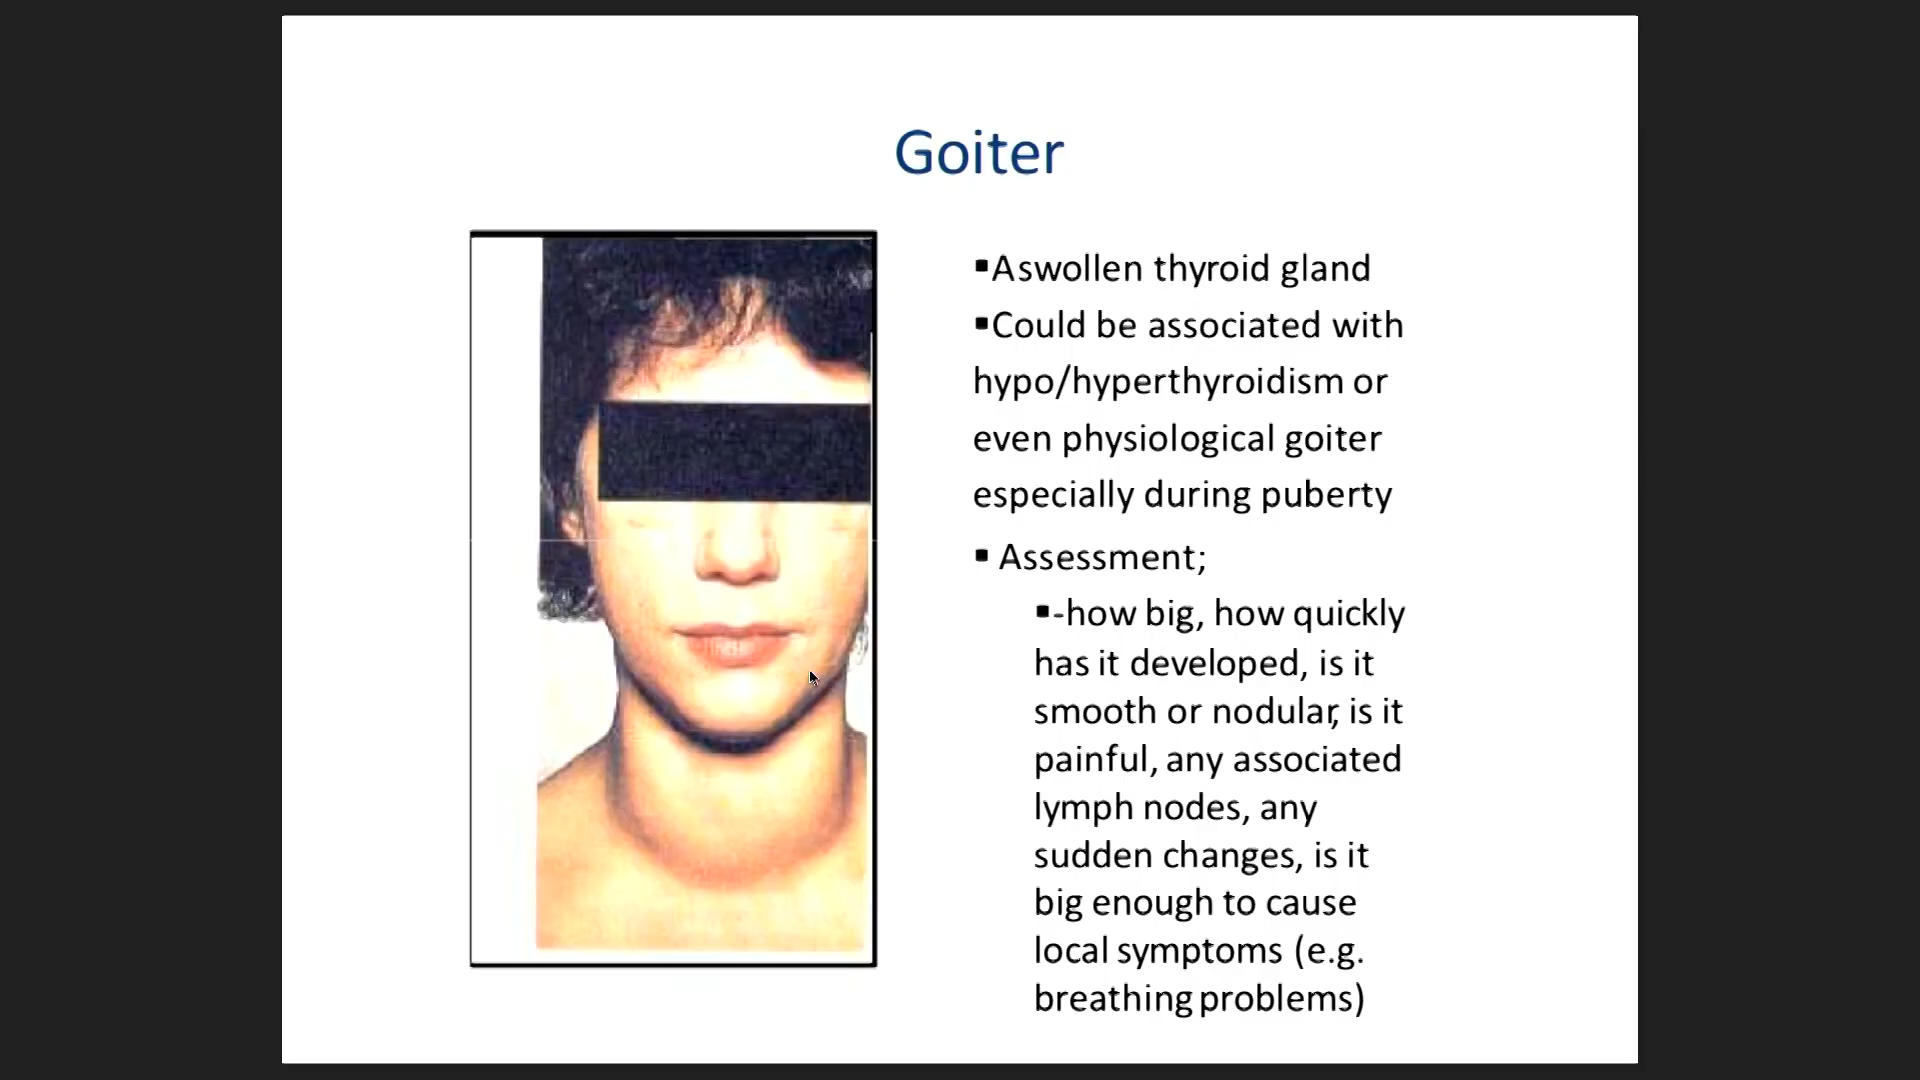 Goiter
▪Aswollen thyroid gland
▪Could be associated with
hypo/hyperthyroidism or
even physiological goiter
especially during puberty
▪ Assessment;
▪-how big, how quickly
has it developed, is it
smooth or nodular, is it
painful, any associated
lymph nodes, any
sudden changes, is it
big enough to cause
local symptoms (e.g.
breathing problems)